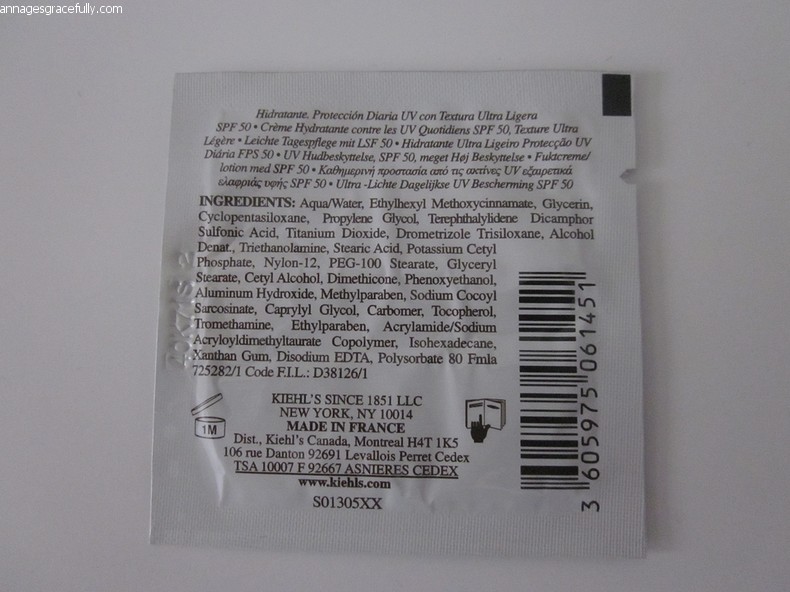 annagesgracefully.com
Hidratante. Protección Diaria UV con Textura Ultra Ligera
SPF 50 • Crème Hydratante contre les UV Quotidiens SPF 50, Texture Ultra
Légère • Leichte Tagespflege mit LSF 50 • Hidratante Ultra Ligeiro Protecção UV
Diária FPS 50 • UV Hudbeskyttelse, SPF 50, meget Høj Beskyttelse • Fuktcreme/
lotion med SPF 50 • Καθημερινή προστασία από τις ακτίνες UV εξαιρετικά
ελαφριάς υφής SPF 50 • Ultra -Lichte Dagelijkse UV Bescherming SPF 50
INGREDIENTS: Aqua/Water, Ethylhexyl Methoxycinnamate, Glycerin,
Cyclopentasiloxane, Propylene Glycol, Terephthalylidene Dicamphor
Sulfonic Acid, Titanium Dioxide, Drometrizole Trisiloxane, Alcohol
Denat., Triethanolamine, Stearic Acid, Potassium Cetyl
Phosphate, Nylon-12, PEG-100 Stearate, Glyceryl
Stearate, Cetyl Alcohol, Dimethicone, Phenoxyethanol,
Aluminum Hydroxide, Methylparaben, Sodium Cocoyl
Sarcosinate, Caprylyl Glycol, Carbomer, Tocopherol,
Tromethamine, Ethylparaben, Acrylamide/Sodium
Acryloyldimethyltaurate Copolymer, Isohexadecane,
Xanthan Gum, Disodium EDTA, Polysorbate 80 Fmla
725282/1 Code F.I.L.: D38126/1
KIEHL'S SINCE 1851 LLC
NEW YORK, NY 10014
MADE IN FRANCE
Dist., Kiehl's Canada, Montreal H4T 1K5
106 rue Danton 92691 Levallois Perret Cedex
TSA 10007 F 92667 ASNIERES CEDEX
www.kiehls.com
S01305XX
1M
3 605975 061451